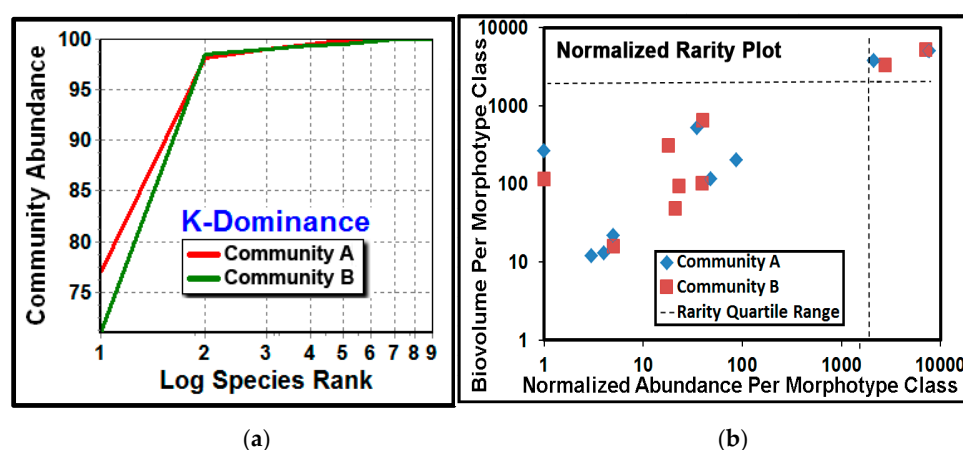 100
95
90
85
80
75
Community Abundance
K-Dominance
Community A
Community B
1 2 3 4 5 6 7 8 9
Log Species Rank
(a)
Normalized Rarity Plot
10000
1000
100
10
1
Biovolume Per Morphotype Class
Community A
Community B
Rarity Quartile Range
1 10 100 1000 10000
Normalized Abundance Per Morphotype Class
(b)